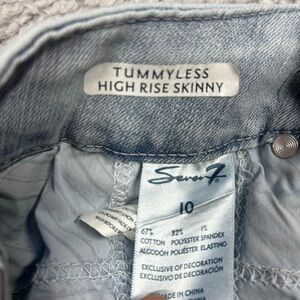 TUMMYLESS
HIGH RISE SKINNY
Seven7
10
67% 32% 1%
COTTON POLYESTER SPANDEX
ALGODÓN POLIÉSTER ELASTINO
EXCLUSIVE OF DECORATION
EXCLUSIVO DE DECORACIÓN
MADE IN CHINA